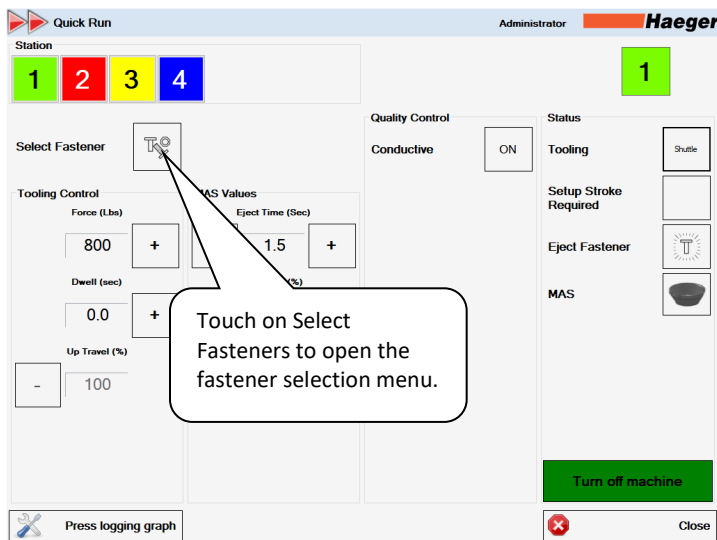 Quick Run
Administrator
Haeger
Station
1 2 3 4
1
Quality Control
Status
Select Fastener
Conductive
ON
Tooling
Shuttle
Tooling Control
MAS Values
Setup Stroke
Required
Force (Lbs)
Eject Time (Sec)
800 +
1.5 +
Eject Fastener
Dwell (sec)
(%)
0.0 +
MAS
Touch on Select
Fasteners to open the
fastener selection menu.
Up Travel (%)
- 100
Turn off machine
Press logging graph
Close